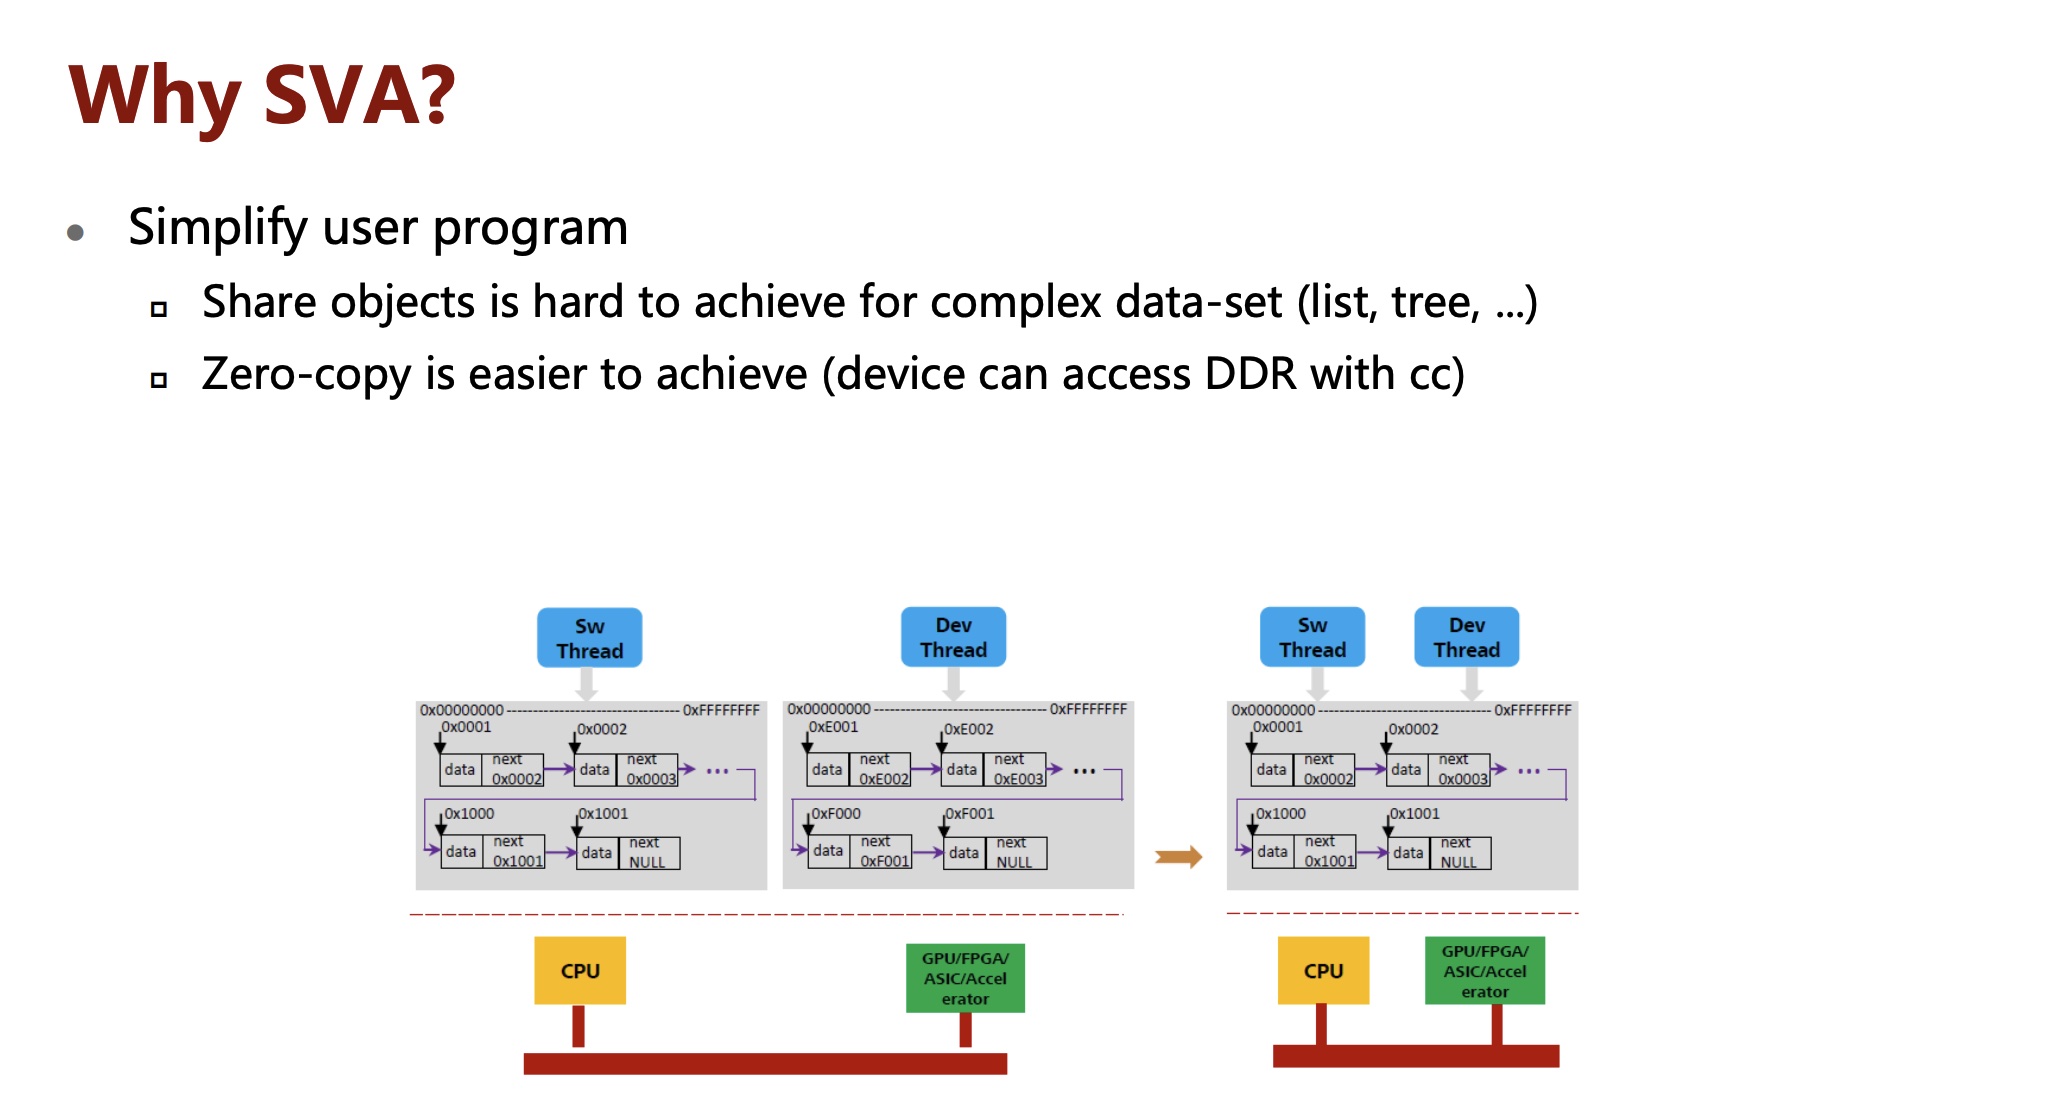 Why SVA?
Simplify user program
Share objects is hard to achieve for complex data-set (list, tree, ...)
Zero-copy is easier to achieve (device can access DDR with cc)
Sw
Thread
0x00000000 ------------------------------ 0xFFFFFFFF
0x0001
0x0002
data
next
0x0002
data
next
0x0003
...
0x1000
0x1001
data
next
0x1001
data
next
NULL
CPU
Dev
Thread
0x00000000 ------------------------------ 0xFFFFFFFF
0xE001
0xE002
data
next
0xE002
data
next
0xE003
...
0xF000
0xF001
data
next
0xF001
data
next
NULL
GPU/FPGA/
ASIC/Accel
erator
Sw
Thread
Dev
Thread
0x00000000 ------------------------------ 0xFFFFFFFF
0x0001
0x0002
data
next
0x0002
data
next
0x0003
...
0x1000
0x1001
data
next
0x1001
data
next
NULL
CPU
GPU/FPGA/
ASIC/Accel
erator